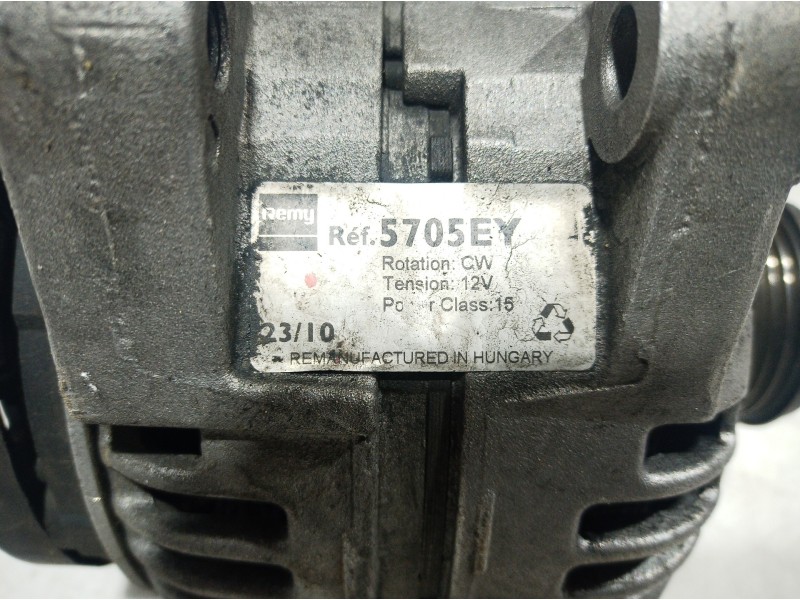 remy
Réf. 5705EY
Rotation: CW
Tension: 12V
Class: 15
23/10
REMANUFACTURED IN HUNGARY